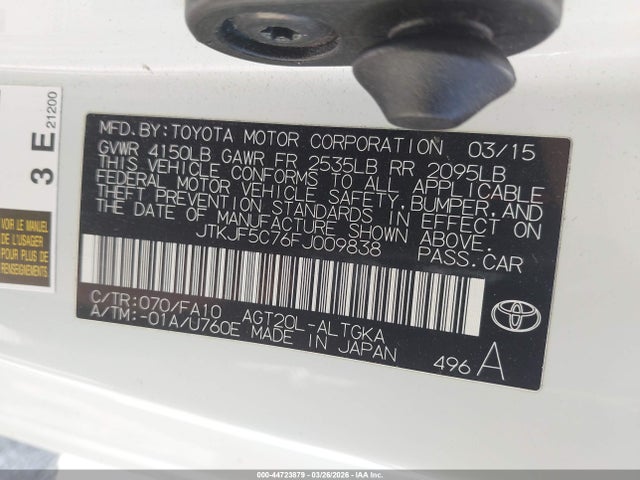 MFD.BY:TOYOTA MOTOR CORPORATION 03/15
GVWR 4150LB GAWR FR 2535LB RR 2095LB
THIS VEHICLE CONFORMS TO ALL APPLICABLE
FEDERAL MOTOR VEHICLE SAFETY,BUMPER,AND
THEFT PREVENTION STANDARDS IN EFFECT ON
THE DATE OF MANUFACTURE SHOWN ABOVE.
JTKJF5C76FJ009838 PASS.CAR
C/TR:070/FA10 AGT20L-ALTGKA
A/TM:-01A/U760E MADE IN JAPAN
TOYOTA
496 A
3 E
21200
VOIR LE MANUEL
DE L'USAGER POUR
PLUS DE
RENSEIGNEMENTS
000-44723879 | 03/26/2026 | IAA Inc.